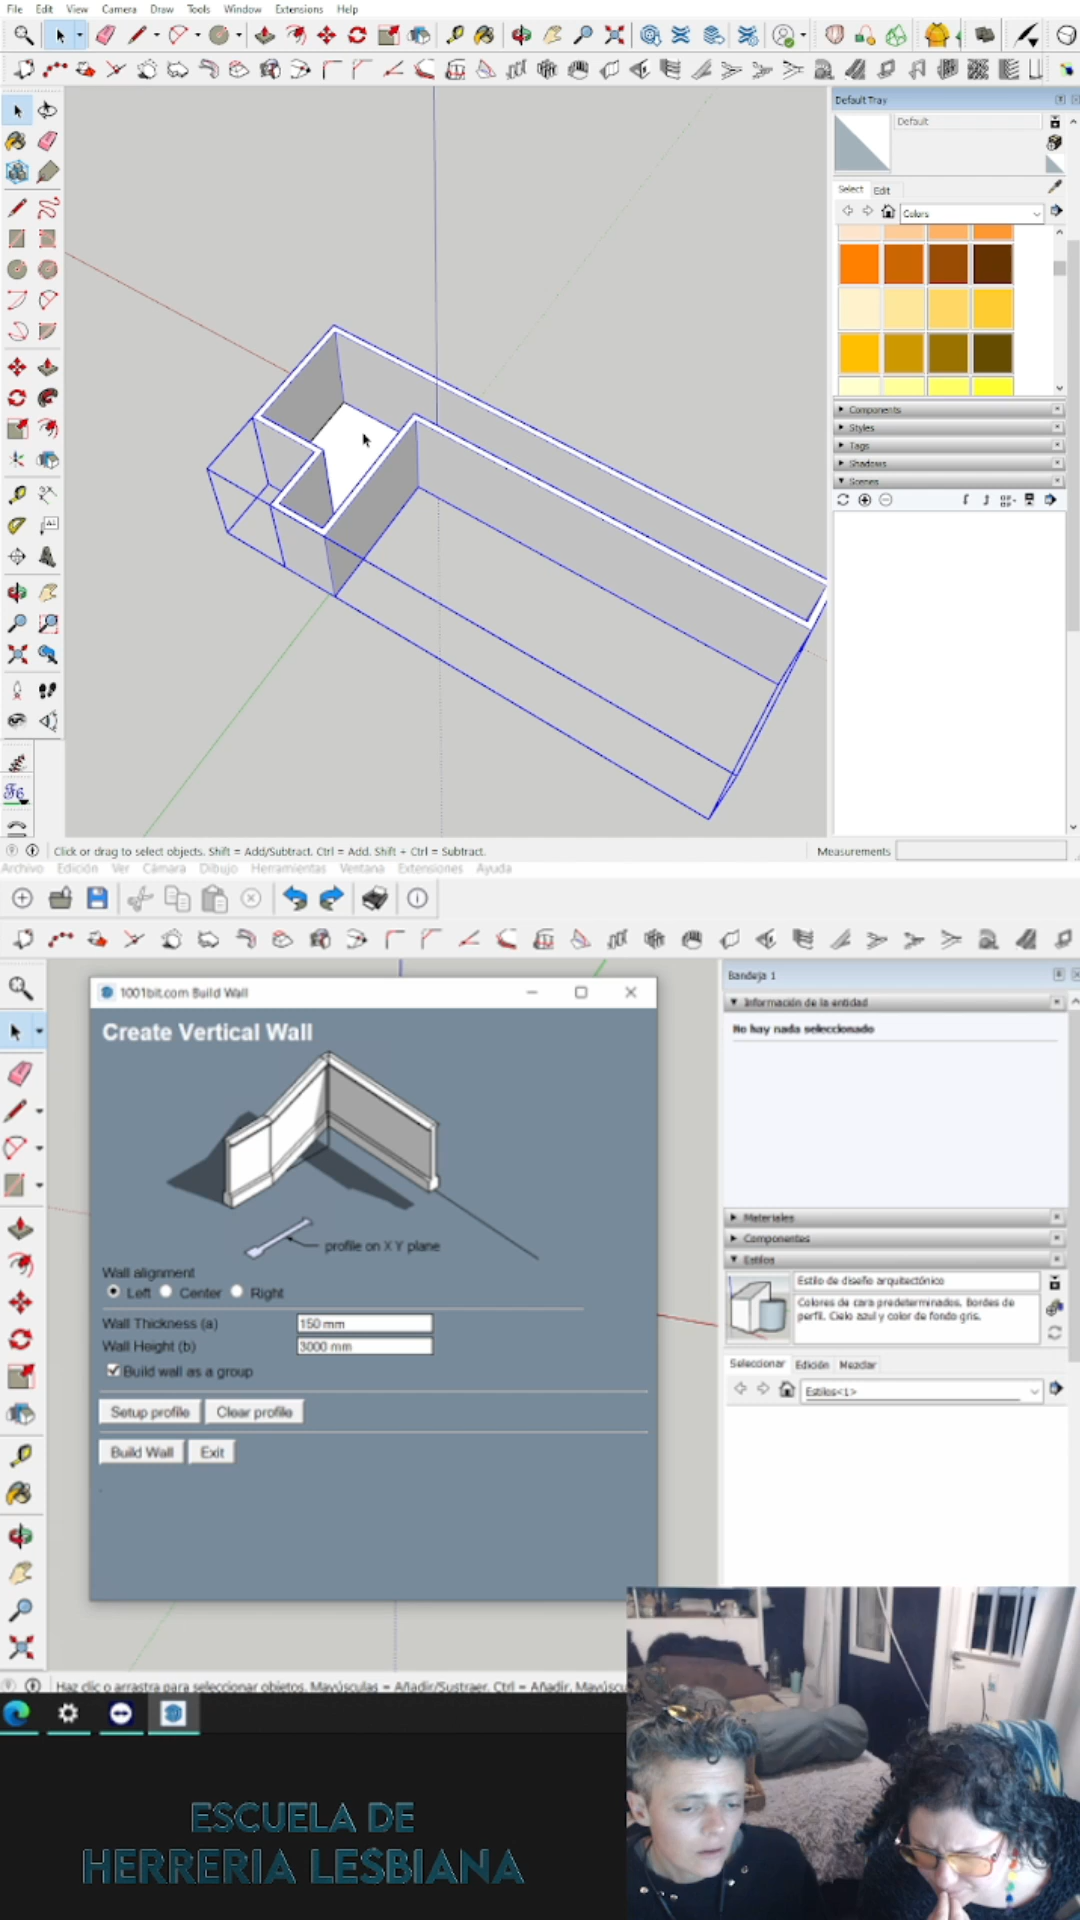 File Edit View Camera Draw Tools Window Extensions Help
Default Tray
Default
Select Edit
Colors
Components
Styles
Tags
Shadows
Scenes
Click or drag to select objects. Shift = Add/Subtract. Ctrl = Add. Shift + Ctrl = Subtract.
Measurements
Archivo Edición Ver Cámara Dibujo Herramientas Ventana Extensiones Ayuda
Bandeja 1
1001bit.com Build Wall
Información de la entidad
No hay nada seleccionado
Create Vertical Wall
profile on X Y plane
Wall alignment
Left Center Right
Wall Thickness (a) 150 mm
Wall Height (b) 3000 mm
Build wall as a group
Setup profile Clear profile
Build Wall Exit
Materiales
Componentes
Estilos
Estilo de diseño arquitectónico
Colores de cara predeterminados. Bordes de
perfil. Cielo azul y color de fondo gris.
Seleccionar Edición Mezclar
Estilos<1>
Haz clic o arrastra para seleccionar objetos. Mayúsculas = Añadir/Sustraer. Ctrl = Añadir. Mayúscu
ESCUELA DE
HERRERIA LESBIANA